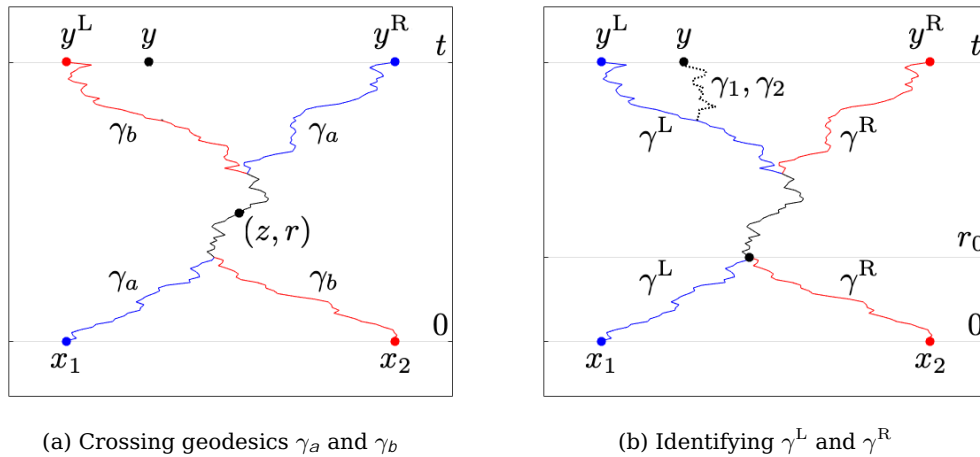 y^L y y^R t
γ_b γ_a
(z, r)
γ_a γ_b 0
x_1 x_2
(a) Crossing geodesics γ_a and γ_b
y^L y y^R t
γ_1, γ_2
γ^L γ^R
r_0
γ^L γ^R 0
x_1 x_2
(b) Identifying γ^L and γ^R